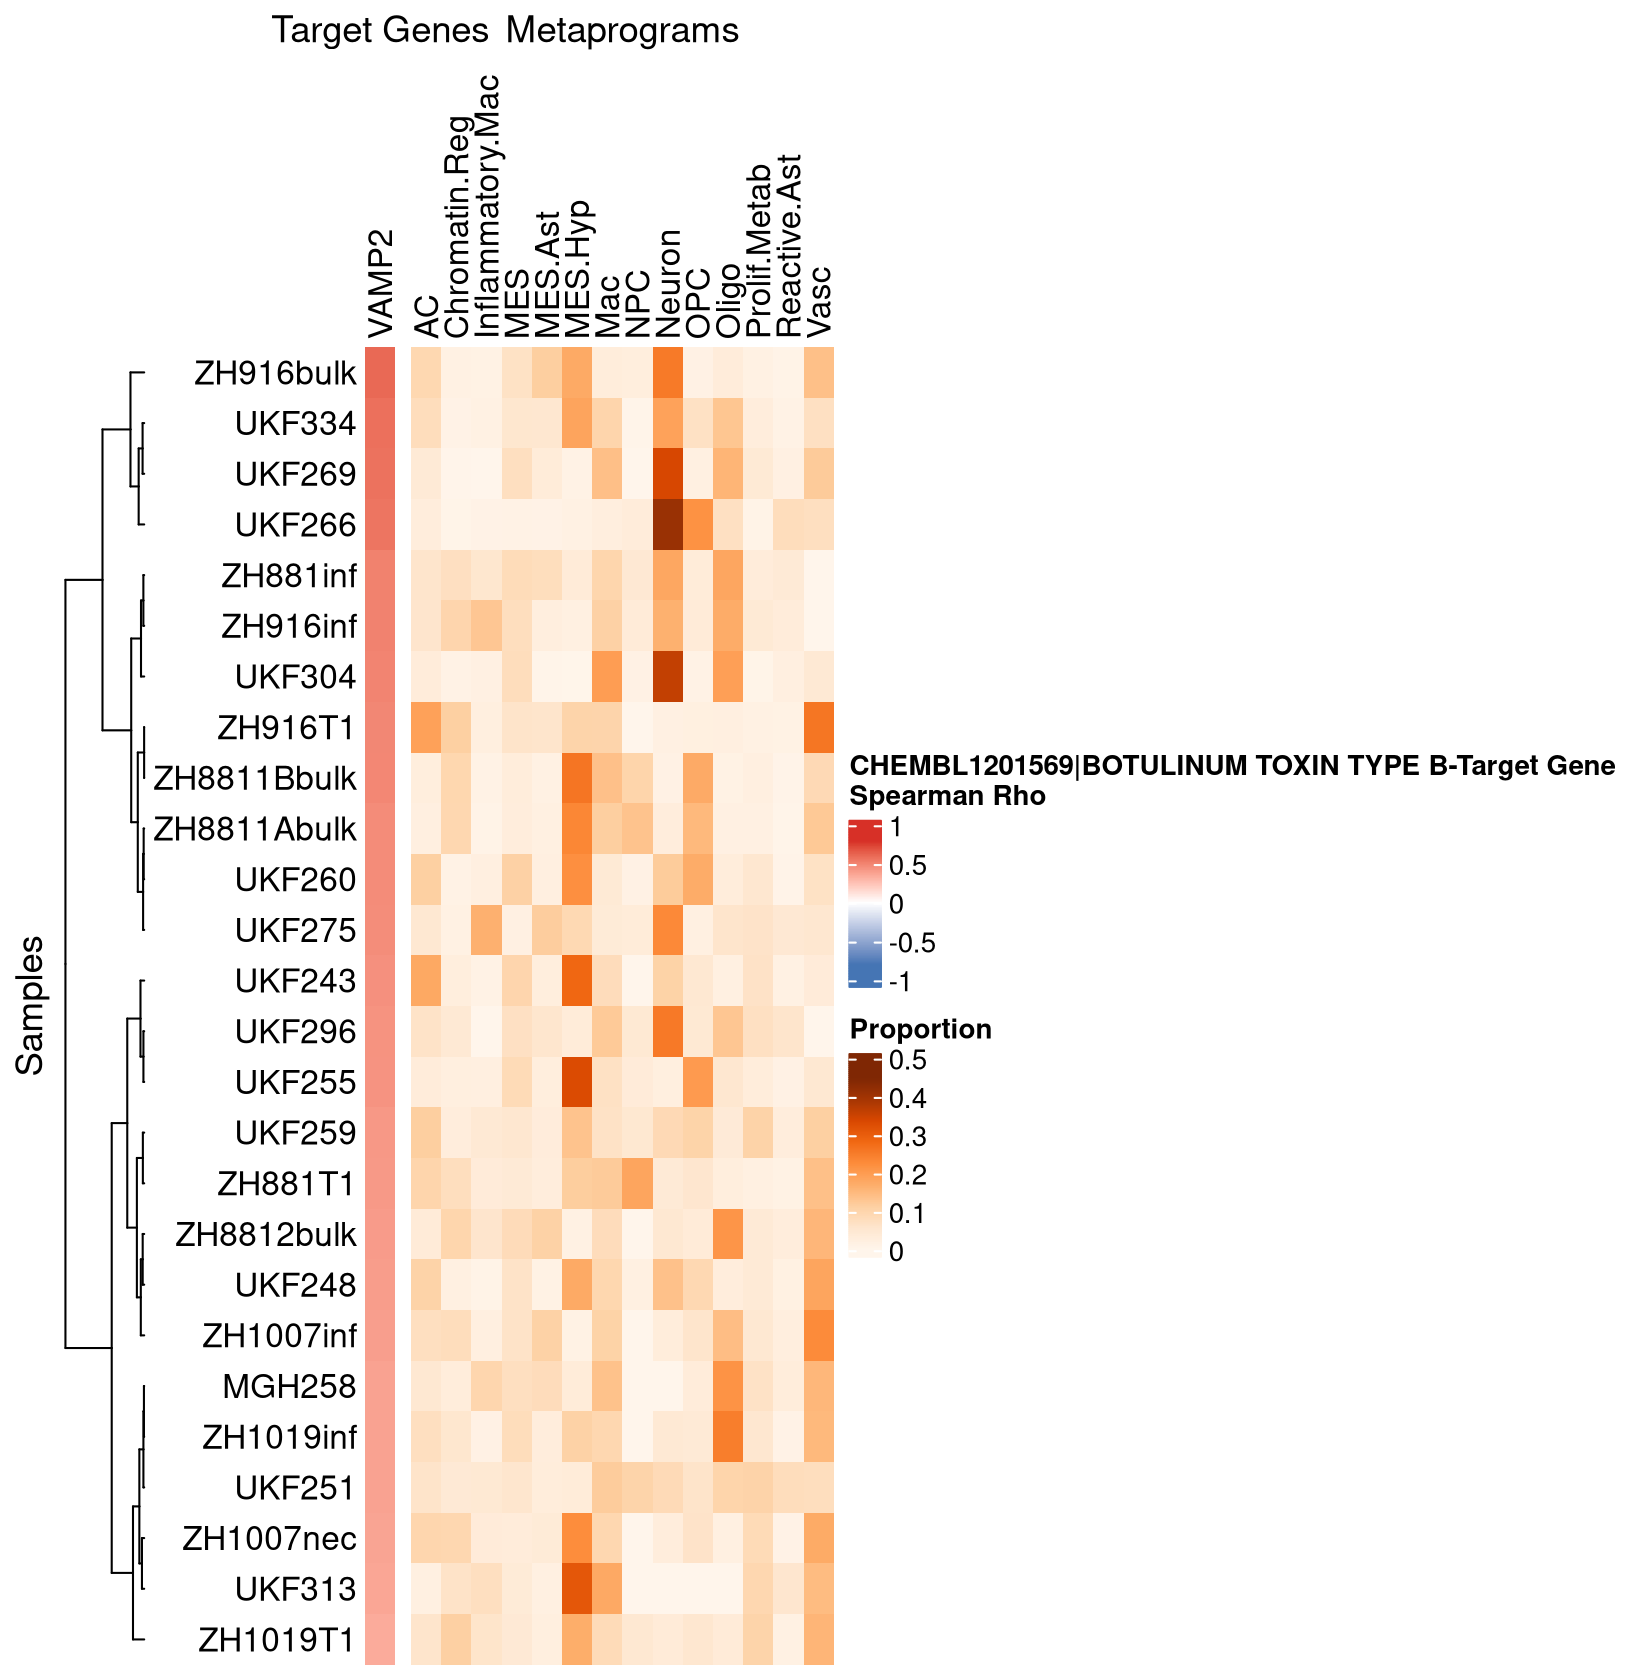 Target Genes Metaprograms
VAMP2
AC
Chromatin.Reg
Inflammatory.Mac
MES
MES.Ast
MES.Hyp
Mac
NPC
Neuron
OPC
Oligo
Prolif.Metab
Reactive.Ast
Vasc
Samples
ZH916bulk
UKF334
UKF269
UKF266
ZH881inf
ZH916inf
UKF304
ZH916T1
ZH8811Bbulk
ZH8811Abulk
UKF260
UKF275
UKF243
UKF296
UKF255
UKF259
ZH881T1
ZH8812bulk
UKF248
ZH1007inf
MGH258
ZH1019inf
UKF251
ZH1007nec
UKF313
ZH1019T1
CHEMBL1201569|BOTULINUM TOXIN TYPE B-Target Gene
Spearman Rho
1
0.5
0
-0.5
-1
Proportion
0.5
0.4
0.3
0.2
0.1
0